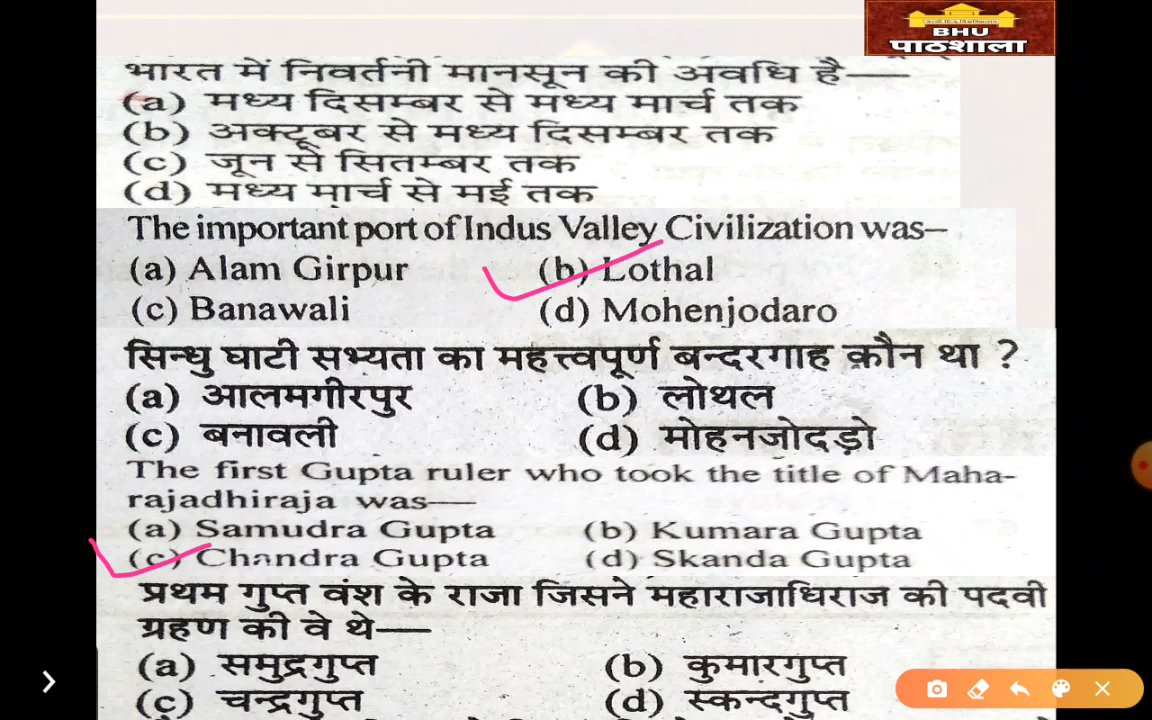 BHU
पाठशाला
भारत में निवर्तनी मानसून की अवधि है—
(a) मध्य दिसम्बर से मध्य मार्च तक
(b) अक्टूबर से मध्य दिसम्बर तक
(c) जून से सितम्बर तक
(d) मध्य मार्च से मई तक
The important port of Indus Valley Civilization was–
(a) Alam Girpur (b) Lothal
(c) Banawali (d) Mohenjodaro
सिन्धु घाटी सभ्यता का महत्त्वपूर्ण बन्दरगाह कौन था ?
(a) आलमगीरपुर (b) लोथल
(c) बनावली (d) मोहनजोदड़ो
The first Gupta ruler who took the title of Maha-
rajadhiraja was—
(a) Samudra Gupta (b) Kumara Gupta
(c) Chandra Gupta (d) Skanda Gupta
प्रथम गुप्त वंश के राजा जिसने महाराजाधिराज की पदवी
ग्रहण की वे थे—
(a) समुद्रगुप्त (b) कुमारगुप्त
(c) चन्द्रगुप्त (d) स्कन्दगुप्त